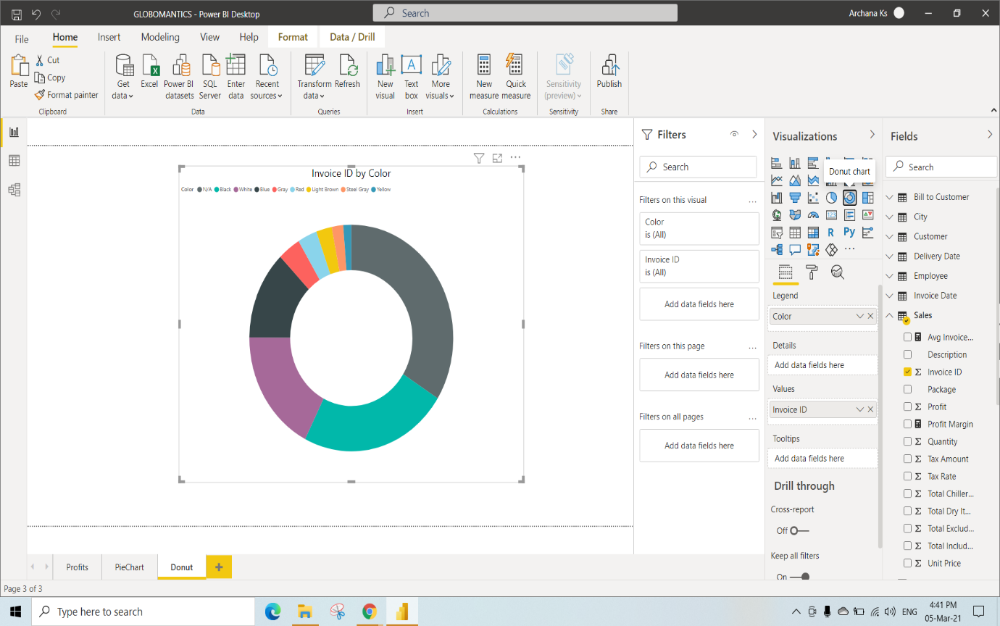 GLOBOMANTICS - Power BI Desktop
Search
Archana Ks
File
Home
Insert
Modeling
View
Help
Format
Data / Drill
Paste
Cut
Copy
Format painter
Clipboard
Get data
Excel
Power BI datasets
SQL Server
Enter data
Recent sources
Data
Transform data
Refresh
Queries
New visual
Text box
More visuals
Insert
New measure
Quick measure
Calculations
Sensitivity (preview)
Sensitivity
Publish
Share
Invoice ID by Color
Color N/A Black White Blue Gray Red Light Brown Steel Gray Yellow
Filters
Search
Filters on this visual
Color
is (All)
Invoice ID
is (All)
Add data fields here
Filters on this page
Add data fields here
Filters on all pages
Add data fields here
Visualizations
Donut chart
123
R
Py
Legend
Color
Details
Add data fields here
Values
Invoice ID
Tooltips
Add data fields here
Drill through
Cross-report
Off
Keep all filters
On
Fields
Search
Bill to Customer
City
Customer
Delivery Date
Employee
Invoice Date
Sales
Avg Invoice...
Description
Invoice ID
Package
Profit
Profit Margin
Quantity
Tax Amount
Tax Rate
Total Chiller...
Total Dry It...
Total Exclud...
Total Includ...
Unit Price
Profits
PieChart
Donut
Page 3 of 3
Type here to search
ENG
4:41 PM
05-Mar-21